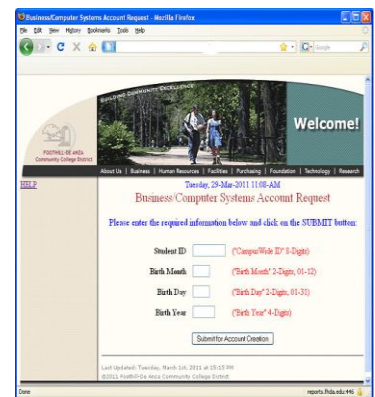 Business/Computer Systems Account Request - Mozilla Firefox
File Edit View History Bookmarks Tools Help
Google
BUILDING COMMUNITY EXCELLENCE
Welcome!
FOOTHILL-DE ANZA
Community College District
About Us | Business | Human Resources | Facilities | Purchasing | Foundation | Technology | Research
HELP
Tuesday, 29-Mar-2011 11:08-AM
Business/Computer Systems Account Request
Please enter the required information below and click on the SUBMIT button:
Student ID ("CampusWide ID" 8-Digits)
Birth Month ("Birth Month" 2-Digits, 01-12)
Birth Day ("Birth Day" 2-Digits, 01-31)
Birth Year ("Birth Year" 4-Digits)
Submit for Account Creation
Last Updated: Tuesday, March 1st, 2011 at 15:15 PM
©2011 Foothill-De Anza Community College District
Done reports.fhda.edu:446